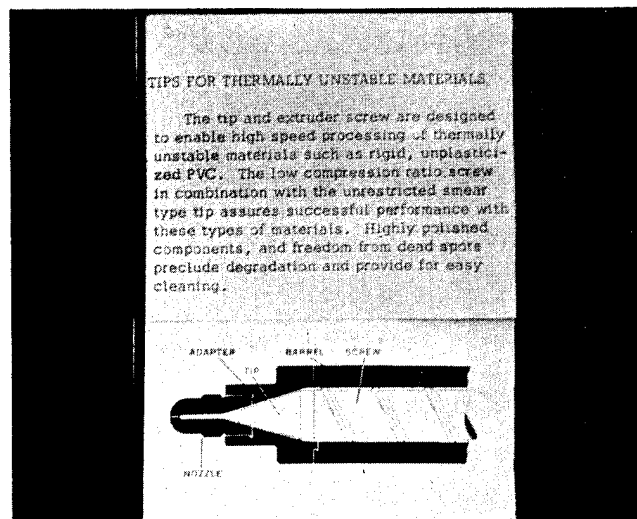 TIPS FOR THERMALLY UNSTABLE MATERIALS
The tip and extruder screw are designed
to enable high speed processing of thermally
unstable materials such as rigid, unplastici-
zed PVC. The low compression ratio screw
in combination with the unrestricted smear
type tip assures successful performance with
these types of materials. Highly polished
components, and freedom from dead spots
preclude degradation and provide for easy
cleaning.
ADAPTER BARREL SCREW
TIP
NOZZLE